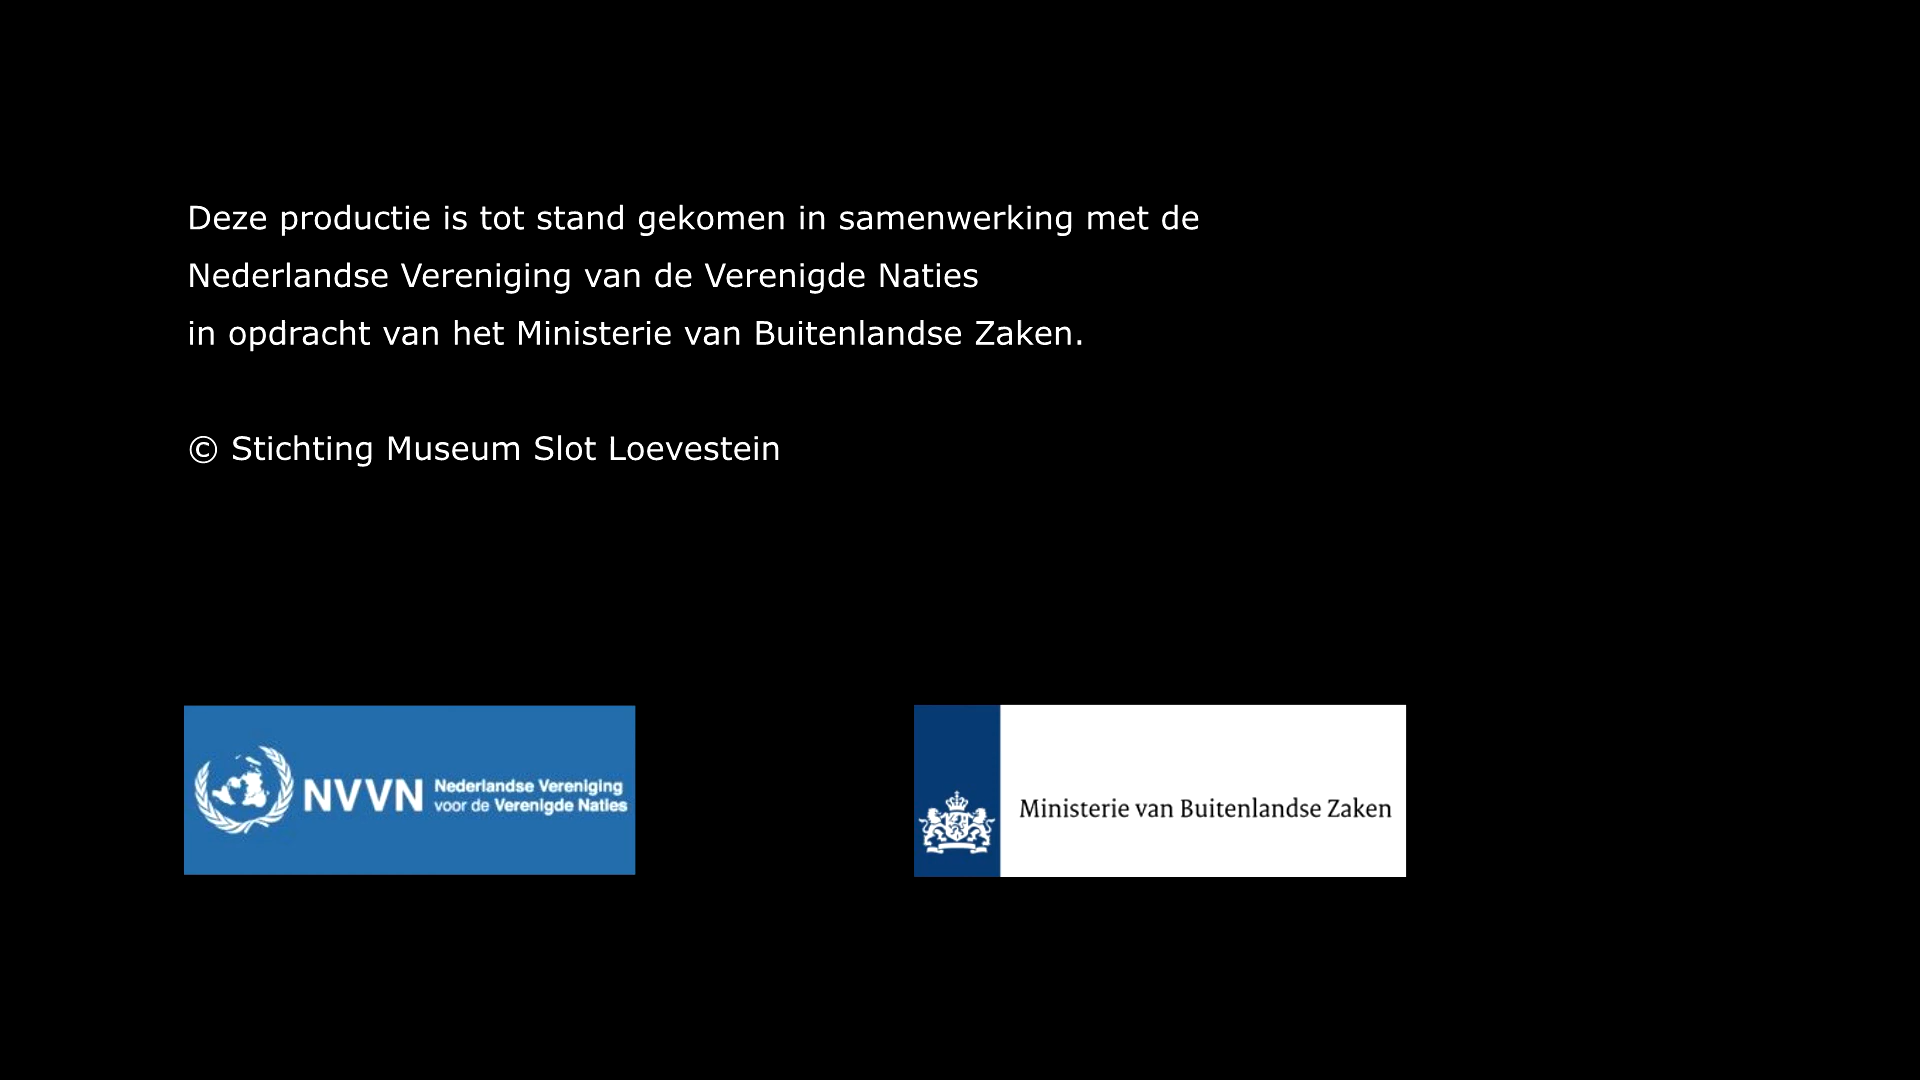 Deze productie is tot stand gekomen in samenwerking met de
Nederlandse Vereniging van de Verenigde Naties
in opdracht van het Ministerie van Buitenlandse Zaken.
© Stichting Museum Slot Loevestein
NVVN
Nederlandse Vereniging
voor de Verenigde Naties
Ministerie van Buitenlandse Zaken